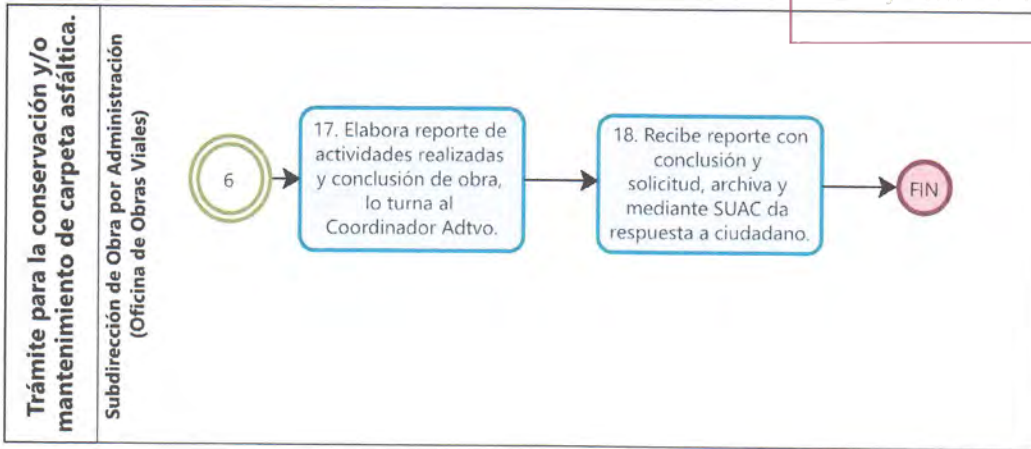 Trámite para la conservación y/o
mantenimiento de carpeta asfáltica.
Subdirección de Obra por Administración
(Oficina de Obras Viales)
6
17. Elabora reporte de
actividades realizadas
y conclusión de obra,
lo turna al
Coordinador Adtvo.
18. Recibe reporte con
conclusión y
solicitud, archiva y
mediante SUAC da
respuesta a ciudadano.
FIN